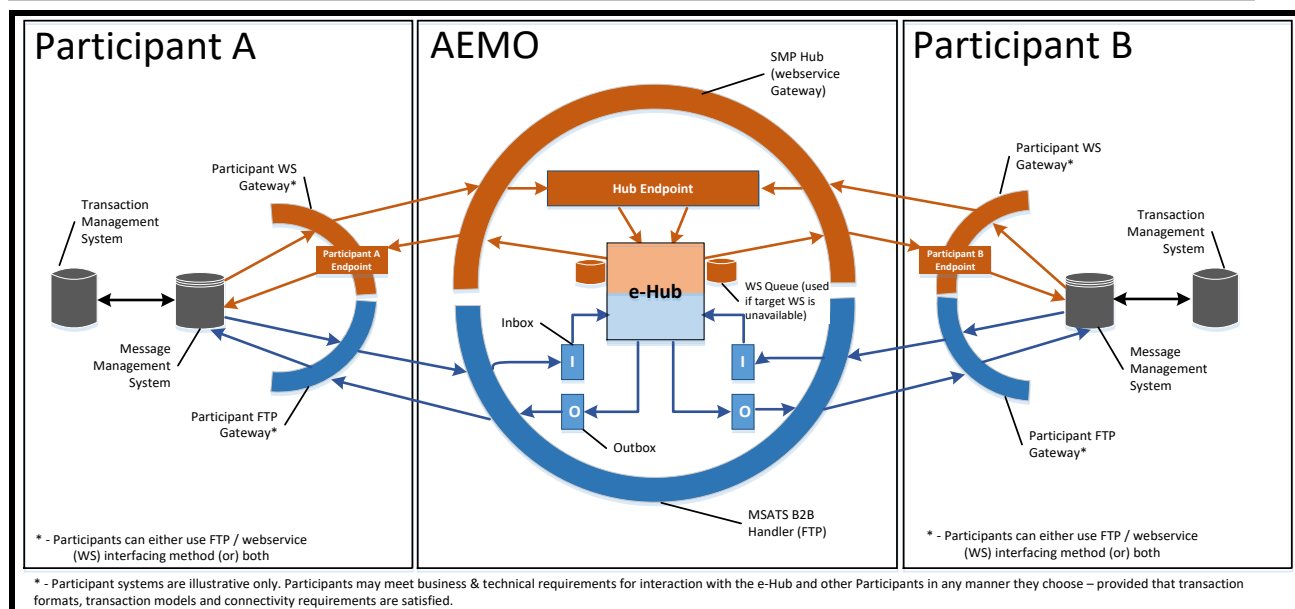 Participant A
AEMO
Participant B
SMP Hub
(webservice
Gateway)
Participant WS
Gateway*
Participant WS
Gateway*
Hub Endpoint
Transaction
Management
System
Transaction
Management
System
Participant A
Endpoint
Participant B
Endpoint
e-Hub
WS Queue (used
if target WS is
unavailable)
Inbox
I
I
Message
Management
System
Message
Management
System
O
O
Participant FTP
Gateway*
Outbox
Participant FTP
Gateway*
MSATS B2B
Handler (FTP)
* - Participants can either use FTP / webservice
(WS) interfacing method (or) both
* - Participants can either use FTP / webservice
(WS) interfacing method (or) both
* - Participant systems are illustrative only. Participants may meet business & technical requirements for interaction with the e-Hub and other Participants in any manner they choose – provided that transaction
formats, transaction models and connectivity requirements are satisfied.